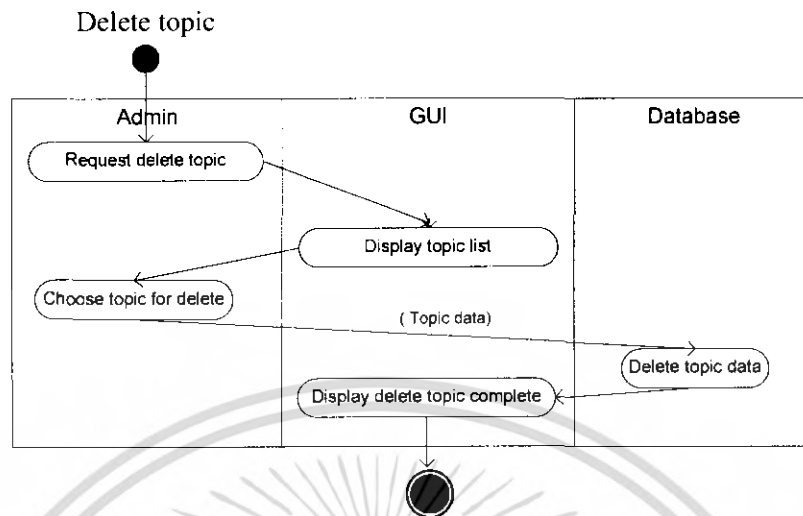 Delete topic
Admin
GUI
Database
Request delete topic
Display topic list
Choose topic for delete
( Topic data)
Delete topic data
Display delete topic complete